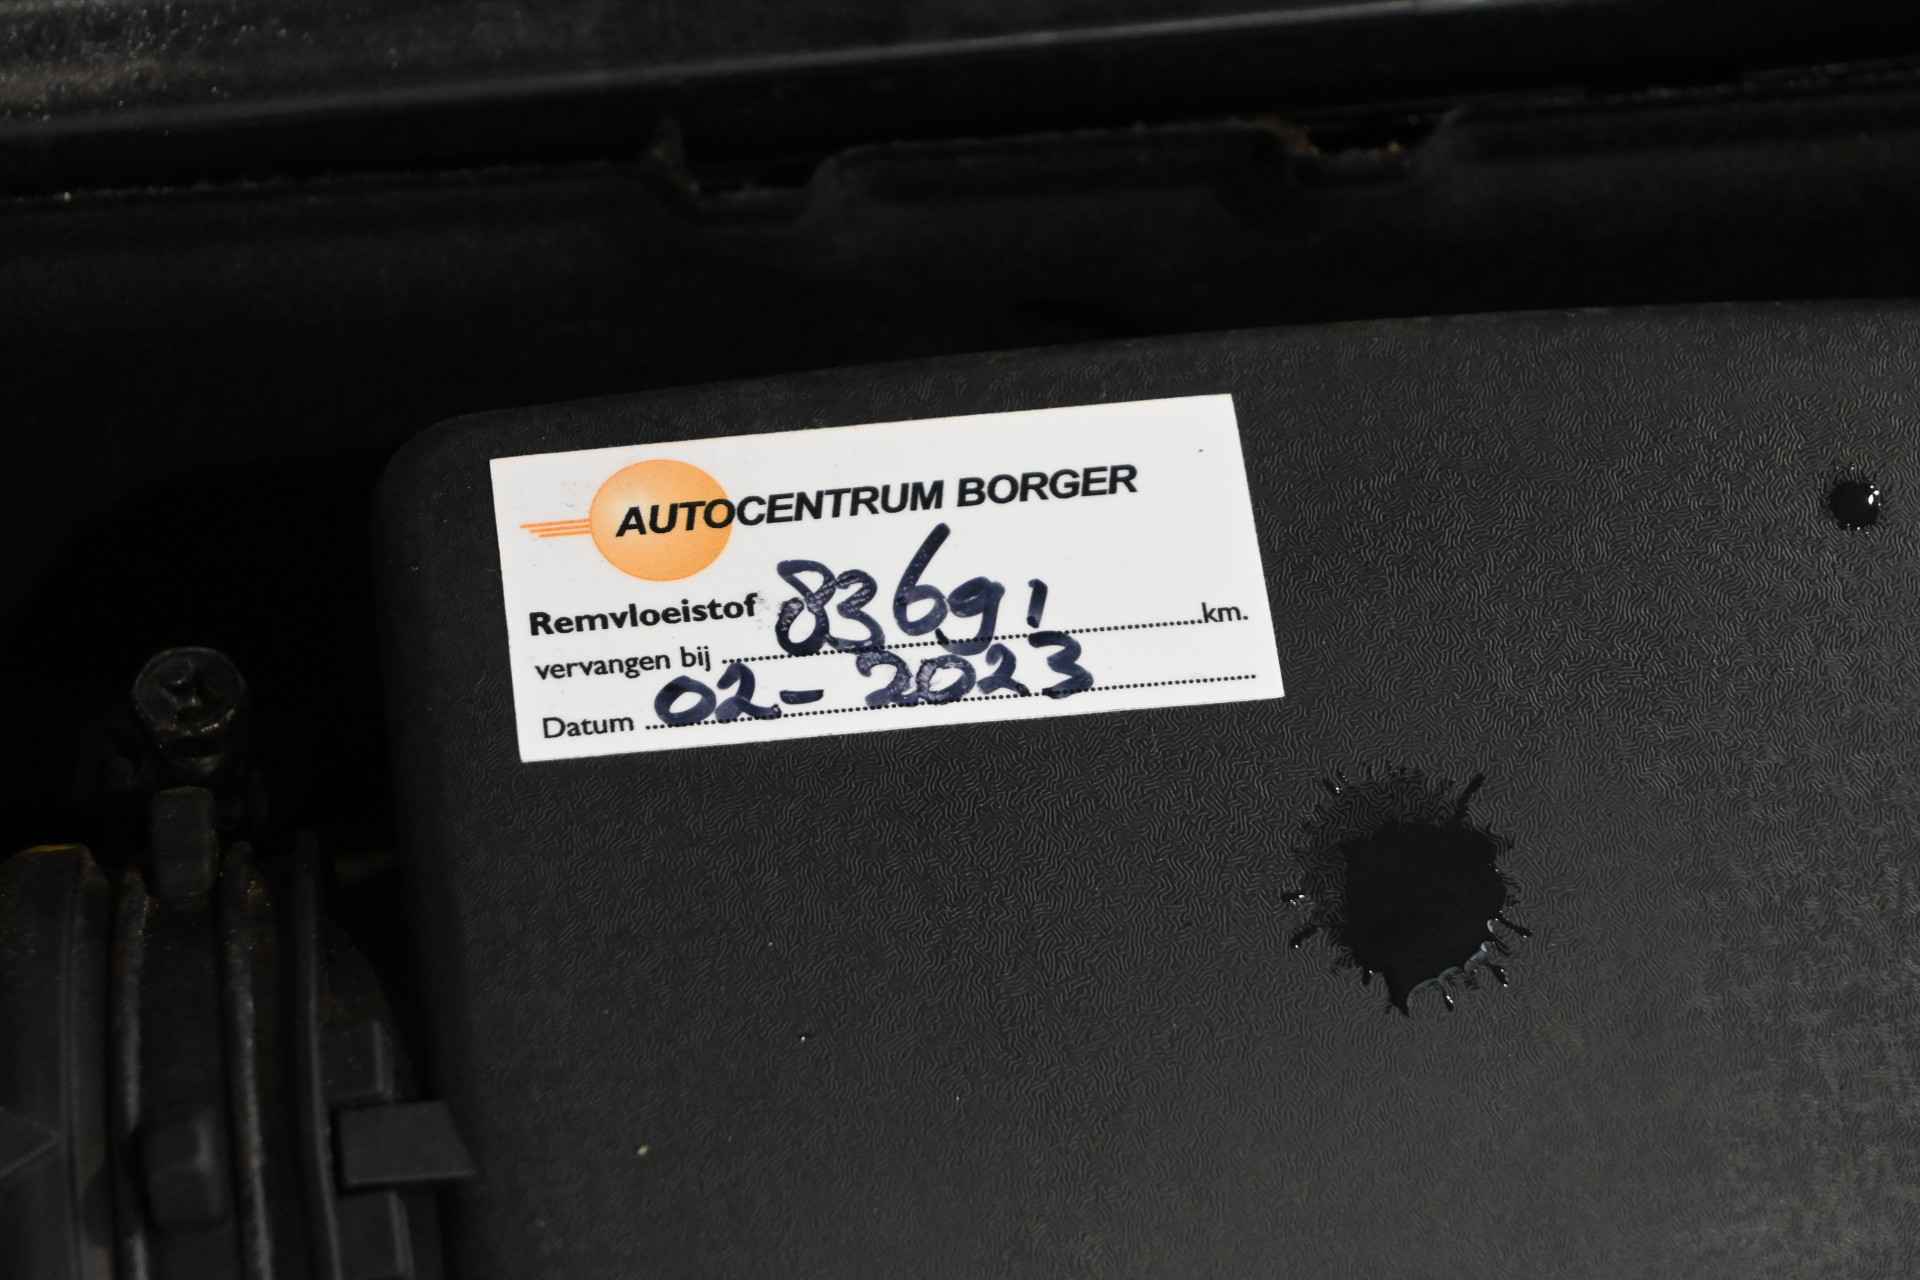 AUTOCENTRUM BORGER
Remvloeistof 83691
vervangen bij ............ km.
Datum 02-2023